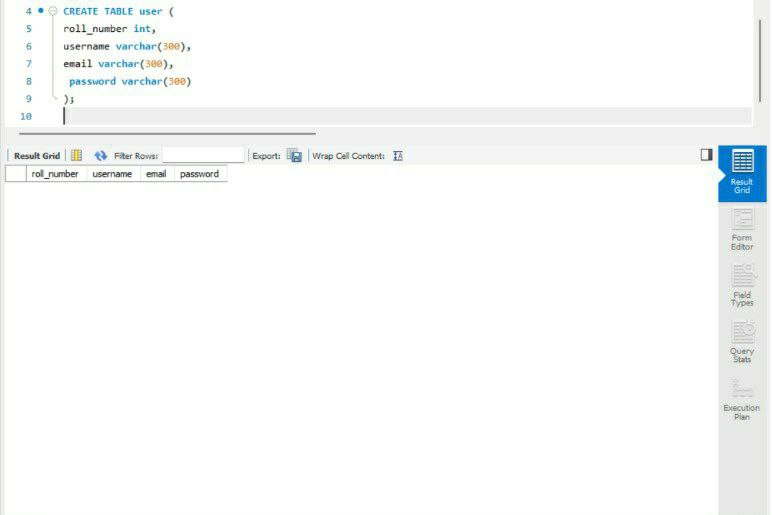 4 CREATE TABLE user (
5 roll_number int,
6 username varchar(300),
7 email varchar(300),
8 password varchar(300)
9 );
10
Result Grid Filter Rows: Export: Wrap Cell Content:
roll_number username email password
Result
Grid
Form
Editor
Field
Types
Query
Stats
Execution
Plan